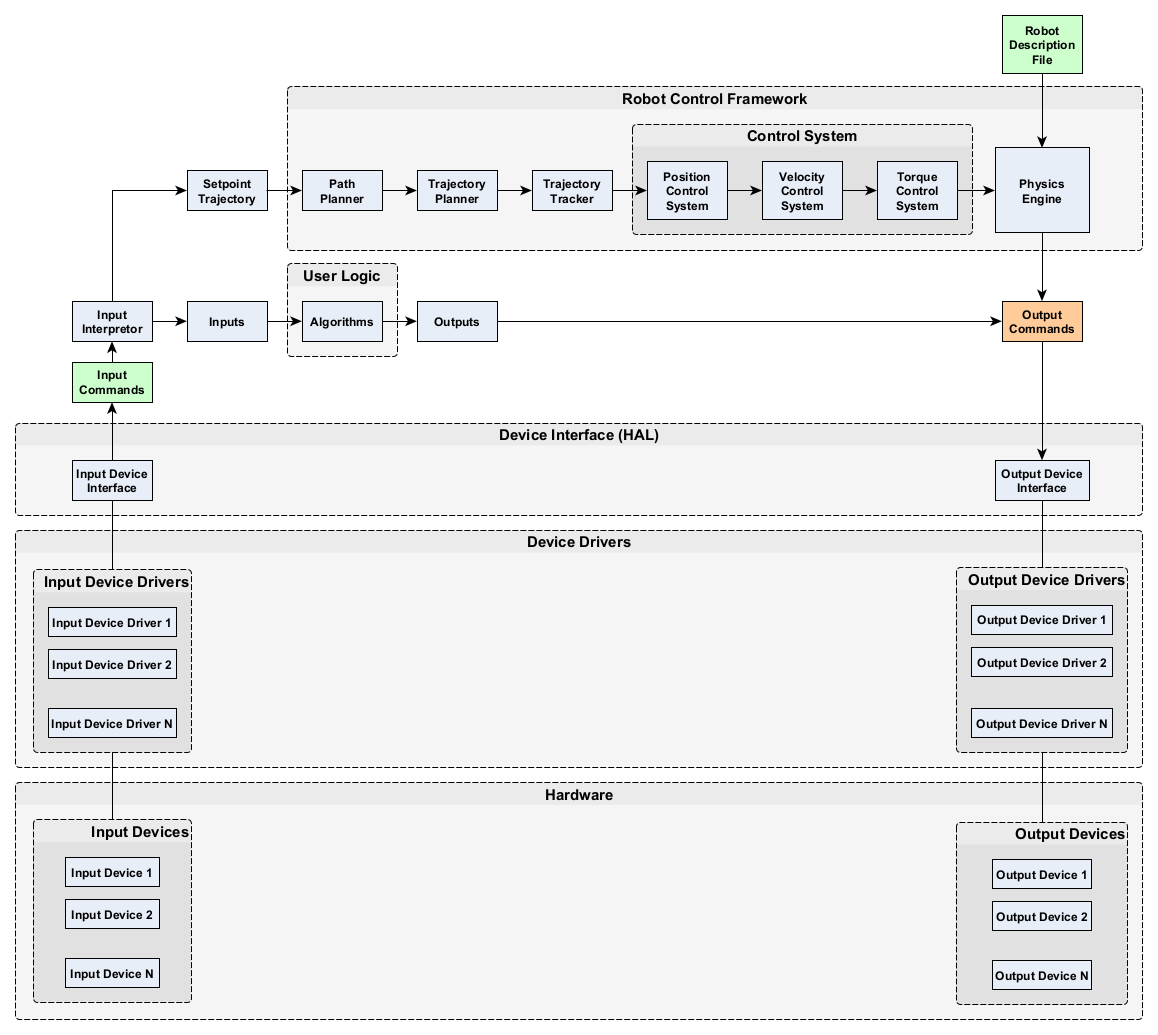 Robot
Description
File
Robot Control Framework
Control System
Setpoint
Trajectory
Path
Planner
Trajectory
Planner
Trajectory
Tracker
Position
Control
System
Velocity
Control
System
Torque
Control
System
Physics
Engine
User Logic
Input
Interpretor
Inputs
Algorithms
Outputs
Output
Commands
Input
Commands
Device Interface (HAL)
Input Device
Interface
Output Device
Interface
Device Drivers
Input Device Drivers
Input Device Driver 1
Input Device Driver 2
Input Device Driver N
Output Device Drivers
Output Device Driver 1
Output Device Driver 2
Output Device Driver N
Hardware
Input Devices
Input Device 1
Input Device 2
Input Device N
Output Devices
Output Device 1
Output Device 2
Output Device N